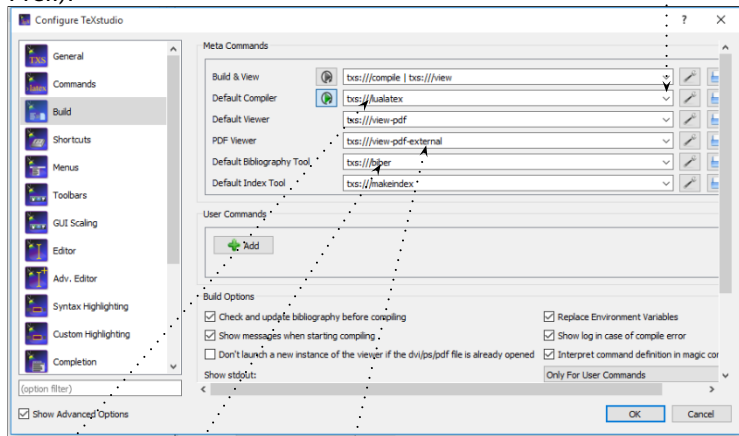 Configure TeXstudio
? ×
General
Commands
Build
Shortcuts
Menus
Toolbars
GUI Scaling
Editor
Adv. Editor
Syntax Highlighting
Custom Highlighting
Completion
(option filter)
Show Advanced Options
Meta Commands
Build & View txs:///compile | txs:///view
Default Compiler txs:///lualatex
Default Viewer txs:///view-pdf
PDF Viewer txs:///view-pdf-external
Default Bibliography Tool txs:///biber
Default Index Tool txs:///makeindex
User Commands
Add
Build Options
Check and update bibliography before compiling Replace Environment Variables
Show messages when starting compiling Show log in case of compile error
Don't launch a new instance of the viewer if the dvi/ps/pdf file is already opened Interpret command definition in magic cor
Show stdout: Only For User Commands
OK Cancel